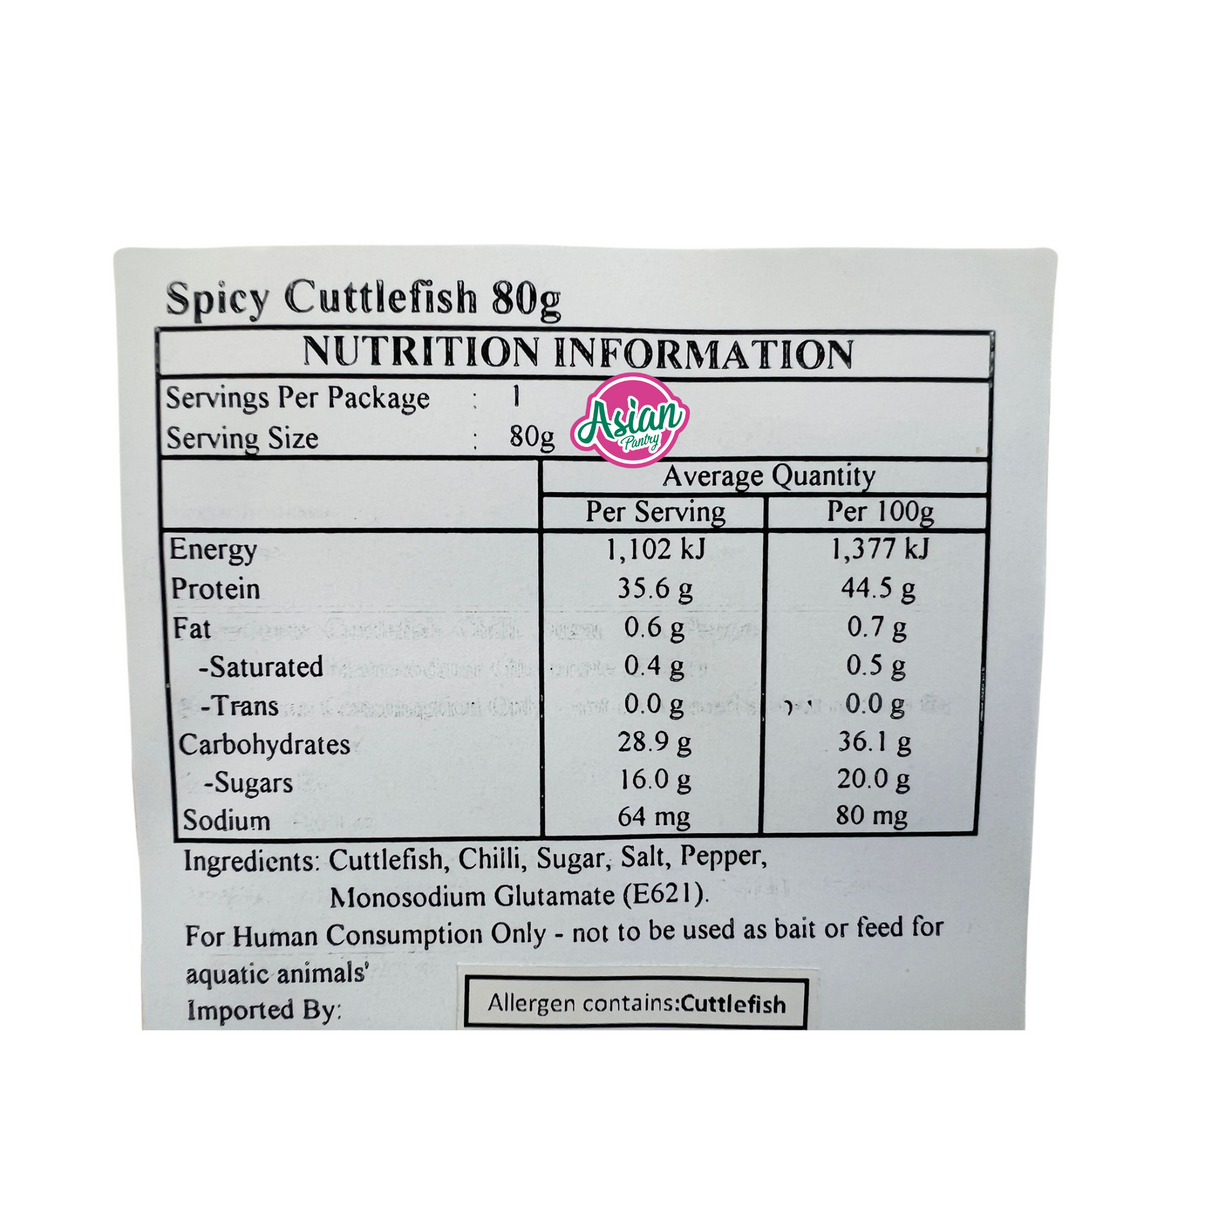 Spicy Cuttlefish 80g
NUTRITION INFORMATION
Servings Per Package : 1
Serving Size : 80g
Asian
Pantry
Average Quantity
Per Serving Per 100g
Energy 1,102 kJ 1,377 kJ
Protein 35.6 g 44.5 g
Fat 0.6 g 0.7 g
-Saturated 0.4 g 0.5 g
-Trans 0.0 g 0.0 g
Carbohydrates 28.9 g 36.1 g
-Sugars 16.0 g 20.0 g
Sodium 64 mg 80 mg
Ingredients: Cuttlefish, Chilli, Sugar, Salt, Pepper,
Monosodium Glutamate (E621).
For Human Consumption Only - not to be used as bait or feed for
aquatic animals'
Imported By:
Allergen contains:Cuttlefish